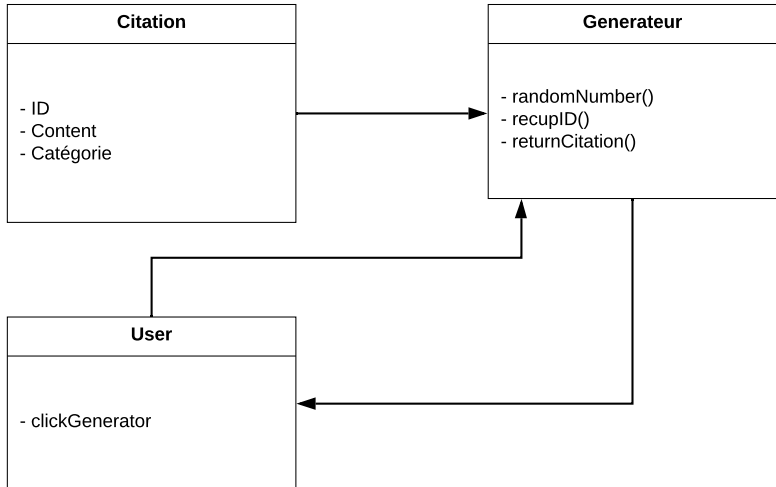 Citation
- ID
- Content
- Catégorie
Generateur
- randomNumber()
- recupID()
- returnCitation()
User
- clickGenerator